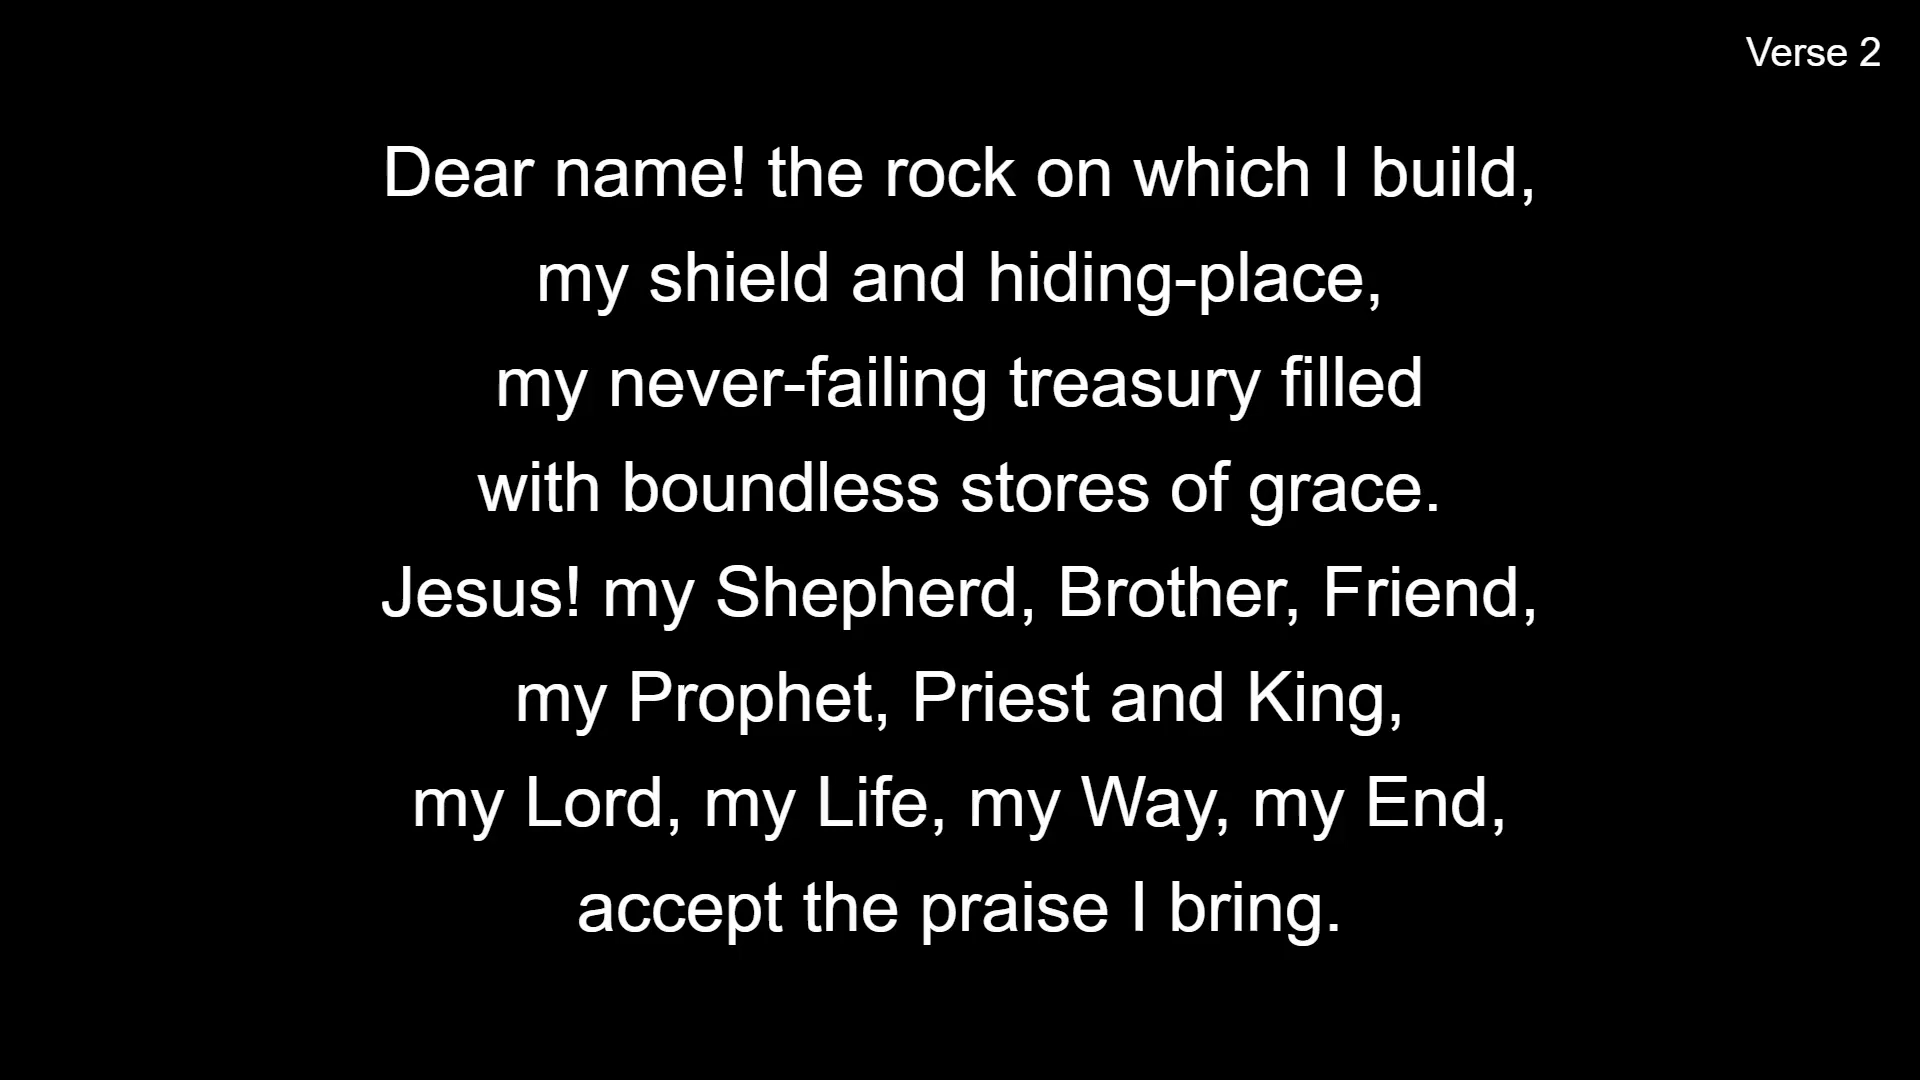 Verse 2
Dear name! the rock on which I build,
my shield and hiding-place,
my never-failing treasury filled
with boundless stores of grace.
Jesus! my Shepherd, Brother, Friend,
my Prophet, Priest and King,
my Lord, my Life, my Way, my End,
accept the praise I bring.